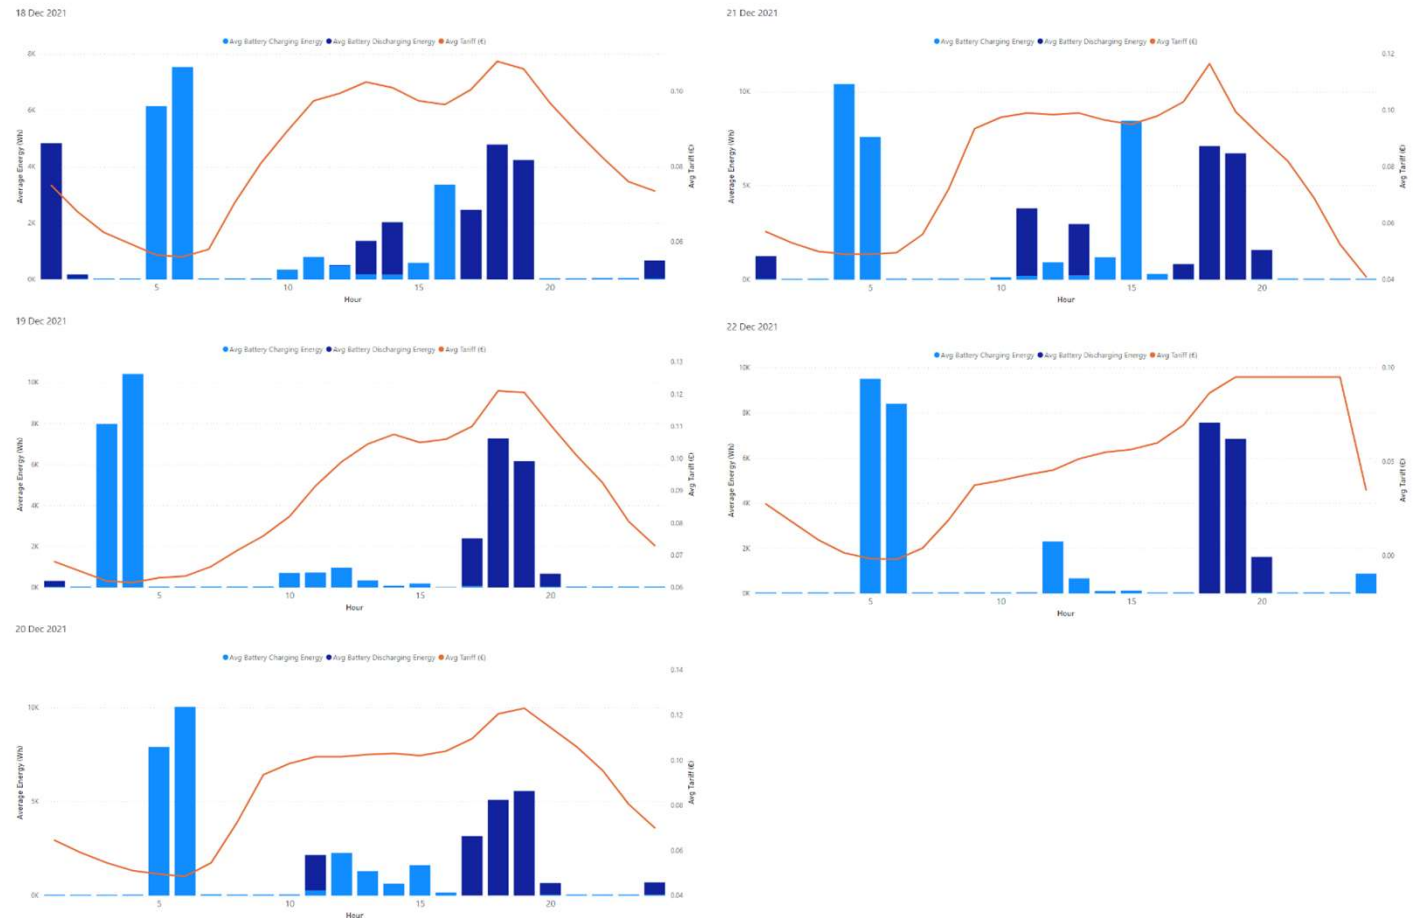 18 Dec 2021
Avg Battery Charging Energy Avg Battery Discharging Energy Avg Tariff (€)
8K
6K
4K
2K
0K
Average Energy (Wh)
0.10
0.08
0.06
Avg Tariff (€)
5 10 15 20
Hour
19 Dec 2021
Avg Battery Charging Energy Avg Battery Discharging Energy Avg Tariff (€)
10K
8K
6K
4K
2K
0K
Average Energy (Wh)
0.13
0.12
0.11
0.10
0.09
0.08
0.07
0.06
Avg Tariff (€)
5 10 15 20
Hour
20 Dec 2021
Avg Battery Charging Energy Avg Battery Discharging Energy Avg Tariff (€)
10K
5K
0K
Average Energy (Wh)
0.14
0.12
0.10
0.08
0.06
0.04
Avg Tariff (€)
5 10 15 20
Hour
21 Dec 2021
Avg Battery Charging Energy Avg Battery Discharging Energy Avg Tariff (€)
10K
5K
0K
Average Energy (Wh)
0.12
0.10
0.08
0.06
0.04
Avg Tariff (€)
5 10 15 20
Hour
22 Dec 2021
Avg Battery Charging Energy Avg Battery Discharging Energy Avg Tariff (€)
10K
8K
6K
4K
2K
0K
Average Energy (Wh)
0.10
0.05
0.00
Avg Tariff (€)
5 10 15 20
Hour